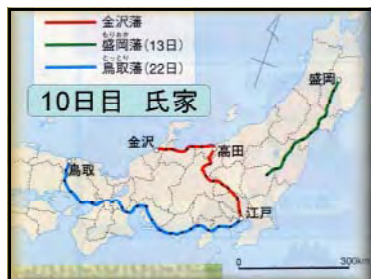 金沢藩
もりおか
盛岡藩(13日)
とっとり
鳥取藩(22日)
10日目 氏家
盛岡
金沢
高田
鳥取
江戸
0 300km